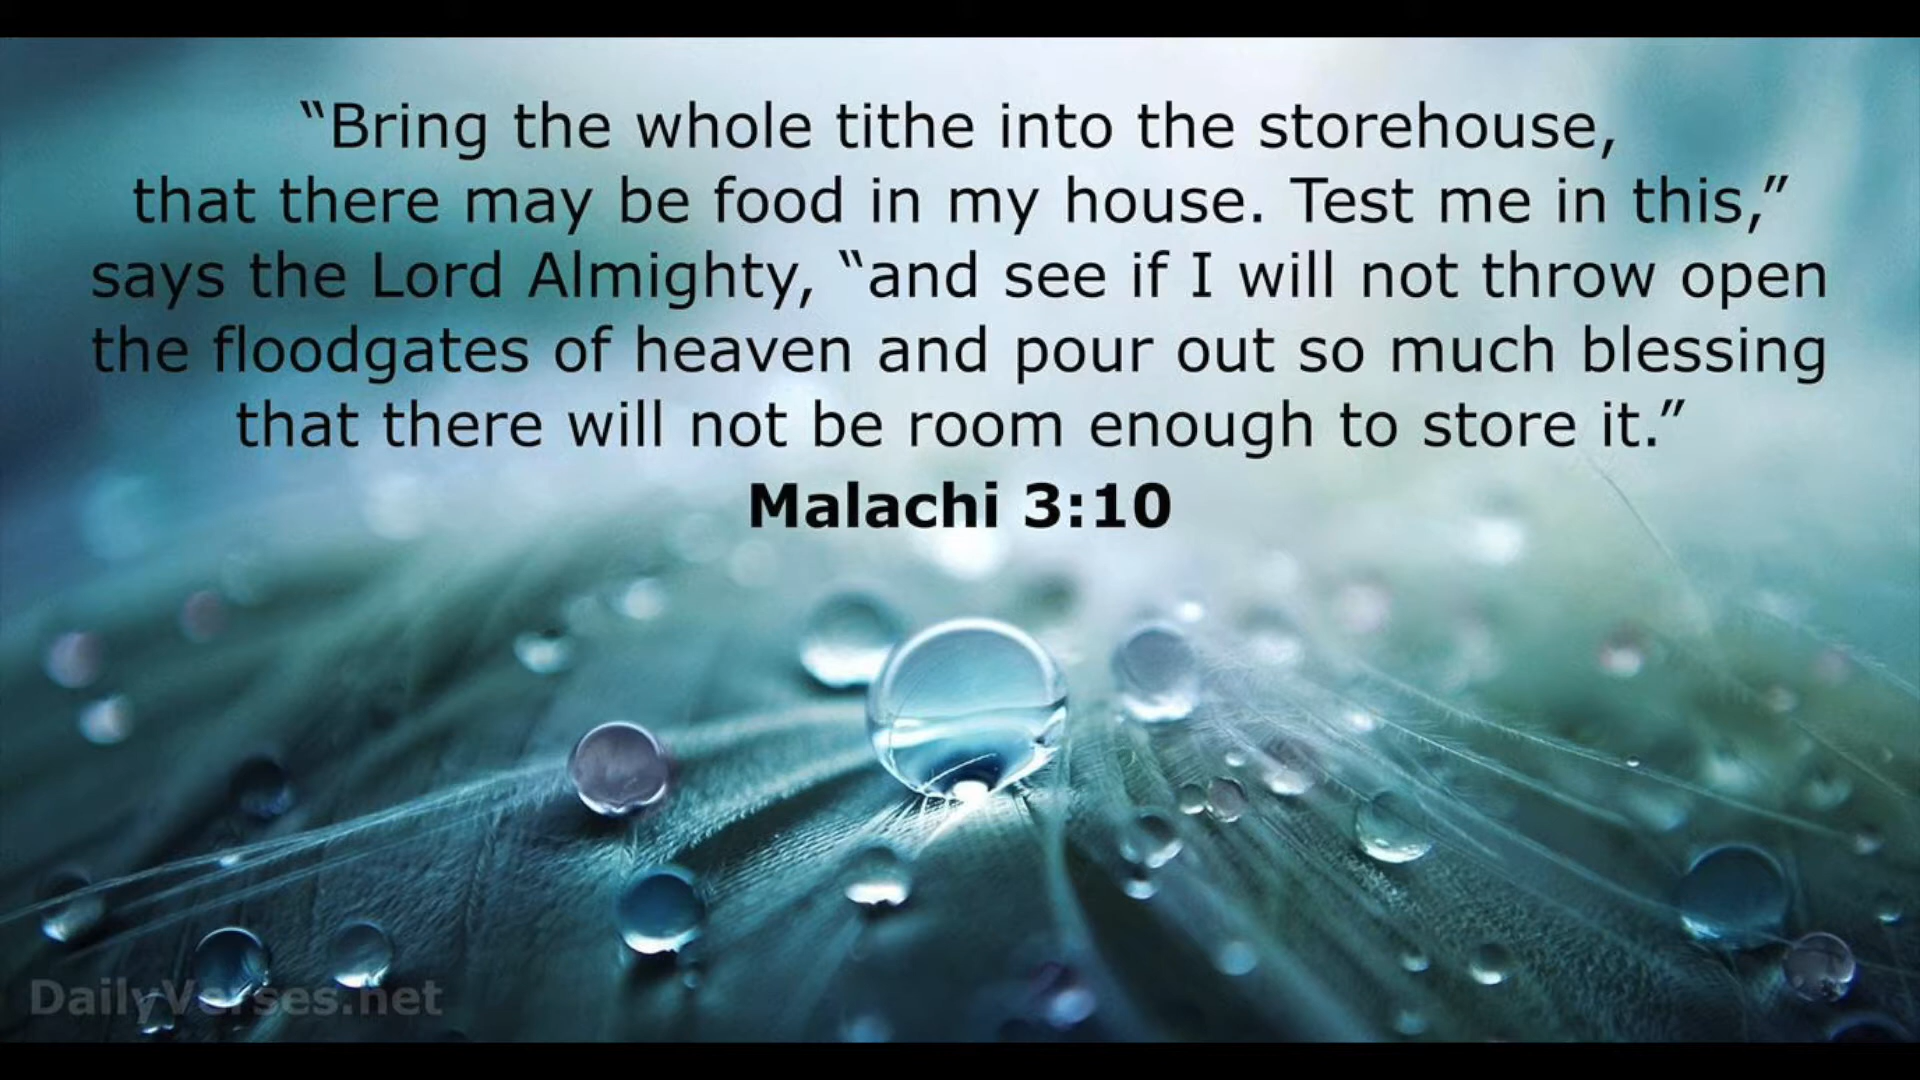 “Bring the whole tithe into the storehouse,
that there may be food in my house. Test me in this,”
says the Lord Almighty, “and see if I will not throw open
the floodgates of heaven and pour out so much blessing
that there will not be room enough to store it.”
Malachi 3:10
DailyVerses.net